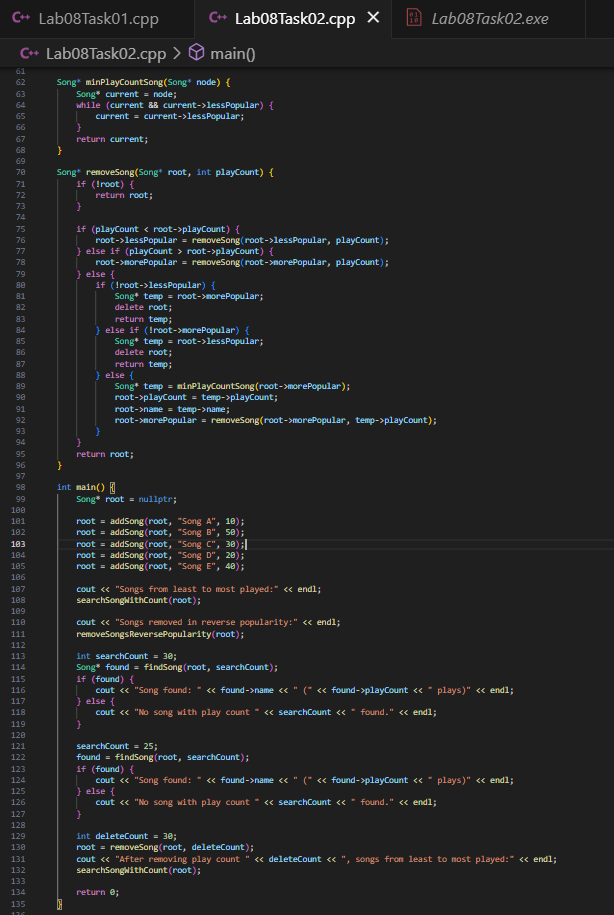 C++ Lab08Task01.cpp C++ Lab08Task02.cpp × Lab08Task02.exe
C++ Lab08Task02.cpp > main()
61
62 Song* minPlayCountSong(Song* node) {
63     Song* current = node;
64     while (current && current->lessPopular) {
65         current = current->lessPopular;
66     }
67     return current;
68 }
69
70 Song* removeSong(Song* root, int playCount) {
71     if (!root) {
72         return root;
73     }
74
75     if (playCount < root->playCount) {
76         root->lessPopular = removeSong(root->lessPopular, playCount);
77     } else if (playCount > root->playCount) {
78         root->morePopular = removeSong(root->morePopular, playCount);
79     } else {
80         if (!root->lessPopular) {
81             Song* temp = root->morePopular;
82             delete root;
83             return temp;
84         } else if (!root->morePopular) {
85             Song* temp = root->lessPopular;
86             delete root;
87             return temp;
88         } else {
89             Song* temp = minPlayCountSong(root->morePopular);
90             root->playCount = temp->playCount;
91             root->name = temp->name;
92             root->morePopular = removeSong(root->morePopular, temp->playCount);
93         }
94     }
95     return root;
96 }
97
98 int main() {
99     Song* root = nullptr;
100
101     root = addSong(root, "Song A", 10);
102     root = addSong(root, "Song B", 50);
103     root = addSong(root, "Song C", 30);
104     root = addSong(root, "Song D", 20);
105     root = addSong(root, "Song E", 40);
106
107     cout << "Songs from least to most played:" << endl;
108     searchSongWithCount(root);
109
110     cout << "Songs removed in reverse popularity:" << endl;
111     removeSongsReversePopularity(root);
112
113     int searchCount = 30;
114     Song* found = findSong(root, searchCount);
115     if (found) {
116         cout << "Song found: " << found->name << " (" << found->playCount << " plays)" << endl;
117     } else {
118         cout << "No song with play count " << searchCount << " found." << endl;
119     }
120
121     searchCount = 25;
122     found = findSong(root, searchCount);
123     if (found) {
124         cout << "Song found: " << found->name << " (" << found->playCount << " plays)" << endl;
125     } else {
126         cout << "No song with play count " << searchCount << " found." << endl;
127     }
128
129     int deleteCount = 30;
130     root = removeSong(root, deleteCount);
131     cout << "After removing play count " << deleteCount << ", songs from least to most played:" << endl;
132     searchSongWithCount(root);
133
134     return 0;
135 }
136